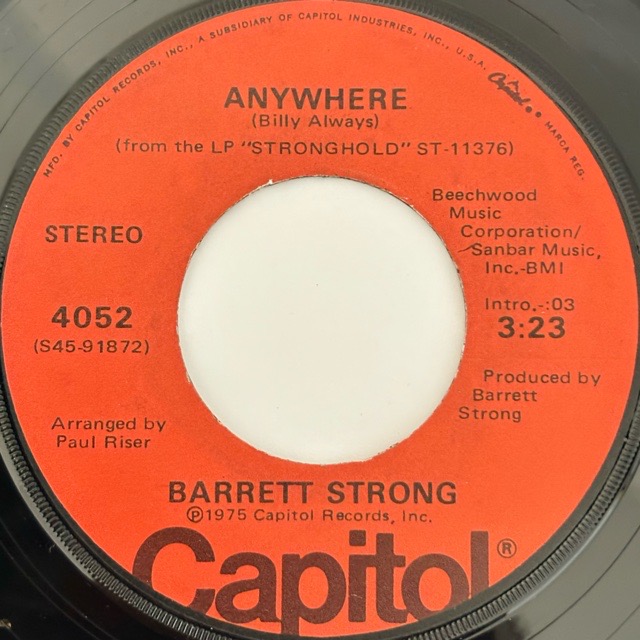 MFD. BY CAPITOL RECORDS, INC., A SUBSIDIARY OF CAPITOL INDUSTRIES, INC., U.S.A.
Capitol
MARCA REG.
ANYWHERE
(Billy Always)
(from the LP "STRONGHOLD" ST-11376)
STEREO
Beechwood
Music
Corporation/
Sanbar Music,
Inc.-BMI
4052
(S45-91872)
Intro.-:03
3:23
Arranged by
Paul Riser
Produced by
Barrett
Strong
BARRETT STRONG
Ⓟ1975 Capitol Records, Inc.
Capitol®